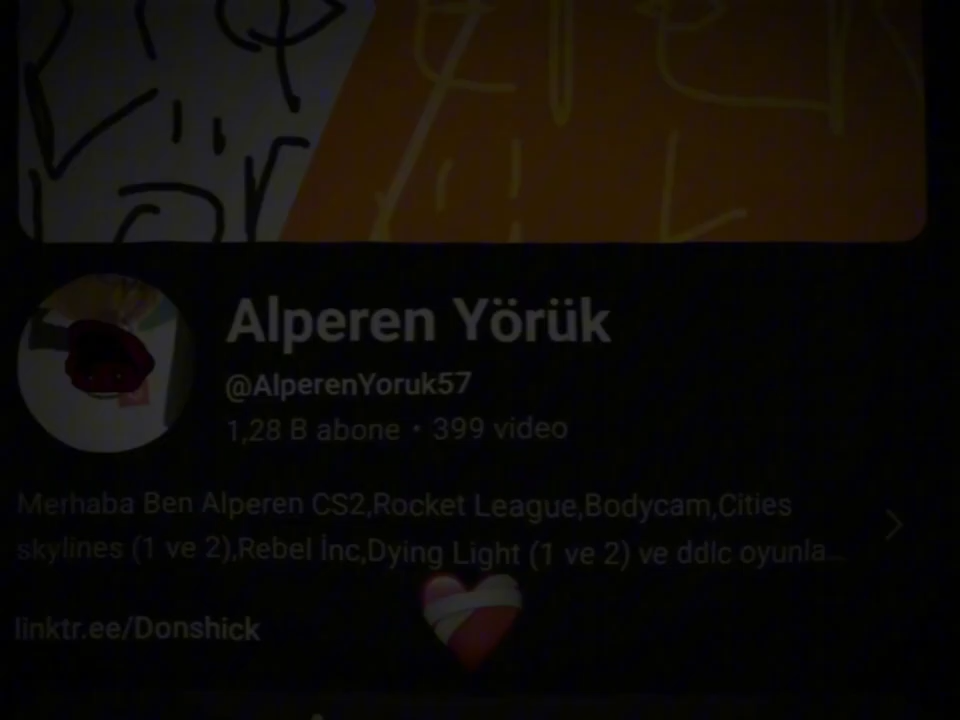 Alperen Yörük
@AlperenYoruk57
1,28 B abone • 399 video
Merhaba Ben Alperen CS2,Rocket League,Bodycam,Cities
skylines (1 ve 2),Rebel İnc,Dying Light (1 ve 2) ve ddlc oyunla...
linktr.ee/Donshick